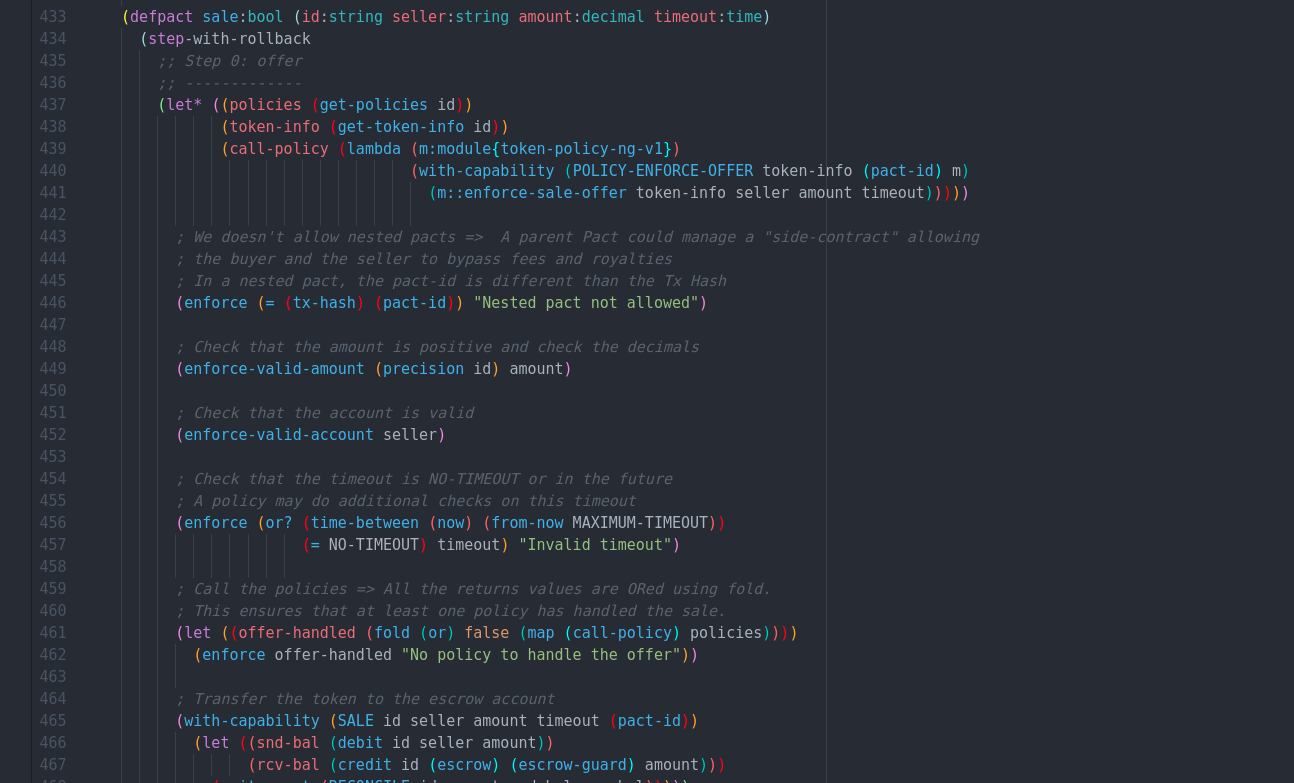 433 (defpact sale:bool (id:string seller:string amount:decimal timeout:time)
434 (step-with-rollback
435 ;; Step 0: offer
436 ;; -------------
437 (let* ((policies (get-policies id))
438 (token-info (get-token-info id))
439 (call-policy (lambda (m:module{token-policy-ng-v1})
440 (with-capability (POLICY-ENFORCE-OFFER token-info (pact-id) m)
441 (m::enforce-sale-offer token-info seller amount timeout)))))
442
443 ; We doesn't allow nested pacts =>  A parent Pact could manage a "side-contract" allowing
444 ; the buyer and the seller to bypass fees and royalties
445 ; In a nested pact, the pact-id is different than the Tx Hash
446 (enforce (= (tx-hash) (pact-id)) "Nested pact not allowed")
447
448 ; Check that the amount is positive and check the decimals
449 (enforce-valid-amount (precision id) amount)
450
451 ; Check that the account is valid
452 (enforce-valid-account seller)
453
454 ; Check that the timeout is NO-TIMEOUT or in the future
455 ; A policy may do additional checks on this timeout
456 (enforce (or? (time-between (now) (from-now MAXIMUM-TIMEOUT))
457 (= NO-TIMEOUT) timeout) "Invalid timeout")
458
459 ; Call the policies => All the returns values are ORed using fold.
460 ; This ensures that at least one policy has handled the sale.
461 (let ((offer-handled (fold (or) false (map (call-policy) policies))))
462 (enforce offer-handled "No policy to handle the offer"))
463
464 ; Transfer the token to the escrow account
465 (with-capability (SALE id seller amount timeout (pact-id))
466 (let ((snd-bal (debit id seller amount))
467 (rcv-bal (credit id (escrow) (escrow-guard) amount)))